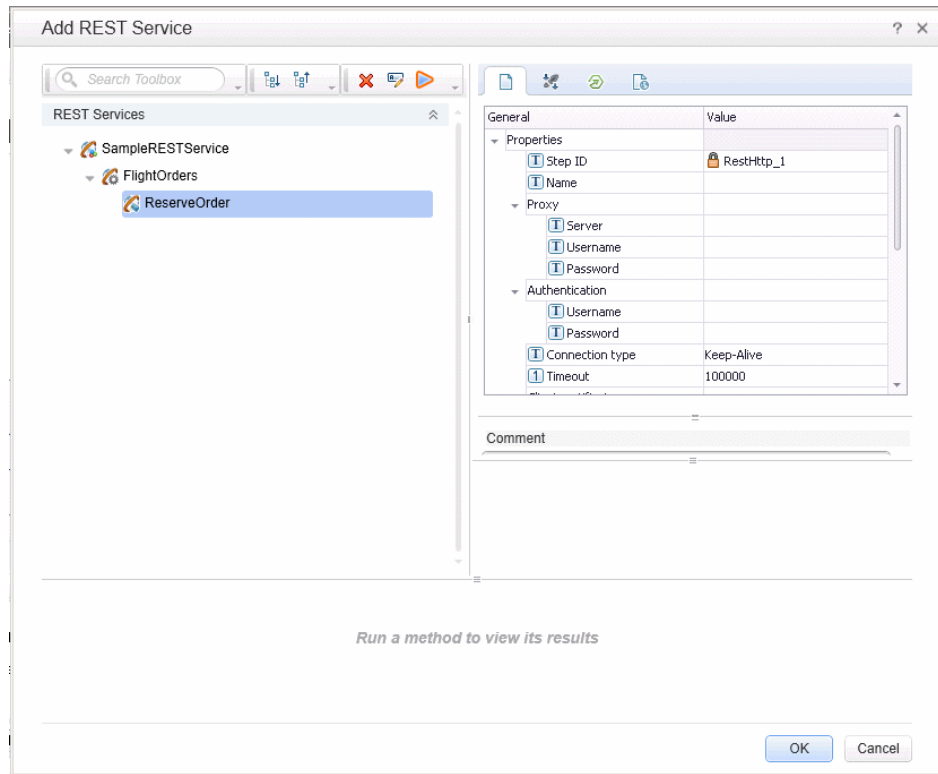 Add REST Service
?
Search Toolbox
REST Services
SampleRESTService
FlightOrders
ReserveOrder
General Value
Properties
Step ID RestHttp_1
Name
Proxy
Server
Username
Password
Authentication
Username
Password
Connection type Keep-Alive
Timeout 100000
Comment
Run a method to view its results
OK Cancel